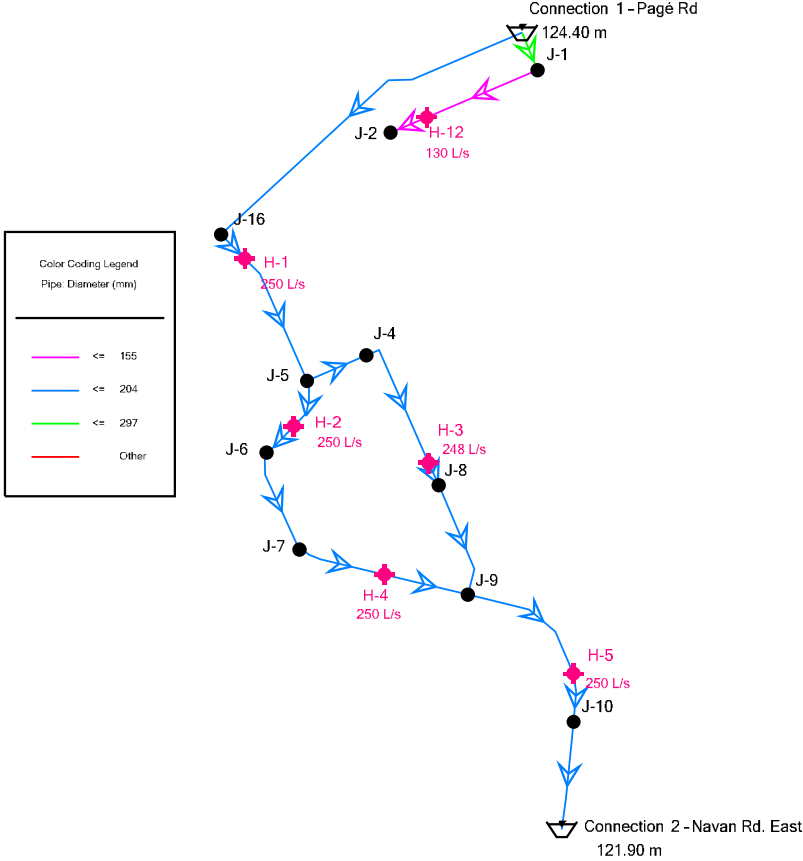 Connection 1 - Pagé Rd
124.40 m
J-1
J-2
H-12
130 L/s
J-16
H-1
250 L/s
Color Coding Legend
Pipe: Diameter (mm)
<= 155
<= 204
<= 297
Other
J-4
J-5
H-2
250 L/s
H-3
248 L/s
J-6
J-8
J-7
J-9
H-4
250 L/s
H-5
250 L/s
J-10
Connection 2 - Navan Rd. East
121.90 m